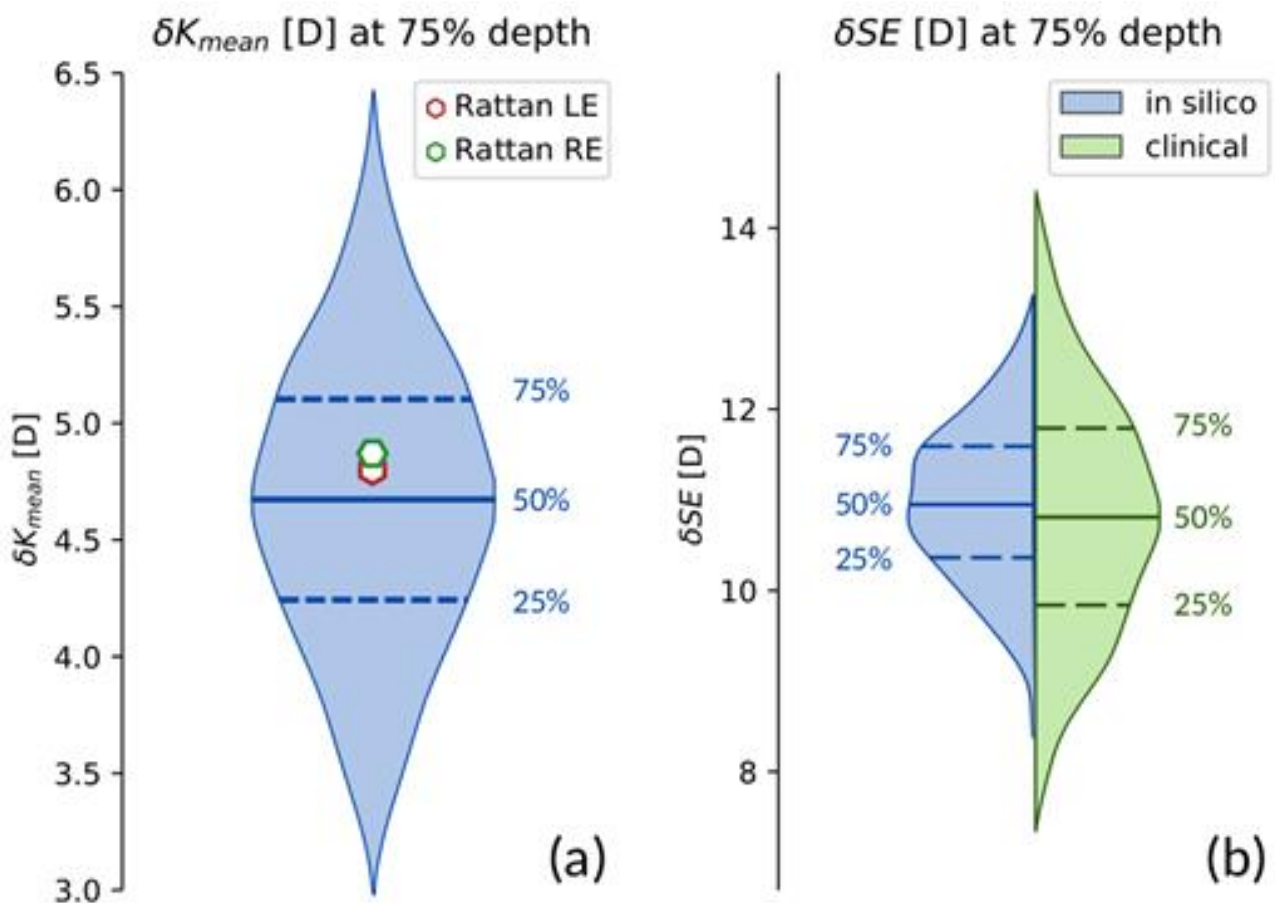 δK_mean [D] at 75% depth
δK_mean [D]
6.5
6.0
5.5
5.0
4.5
4.0
3.5
3.0
Rattan LE
Rattan RE
75%
50%
25%
(a)
δSE [D] at 75% depth
δSE [D]
14
12
10
8
in silico
clinical
75%
50%
25%
75%
50%
25%
(b)